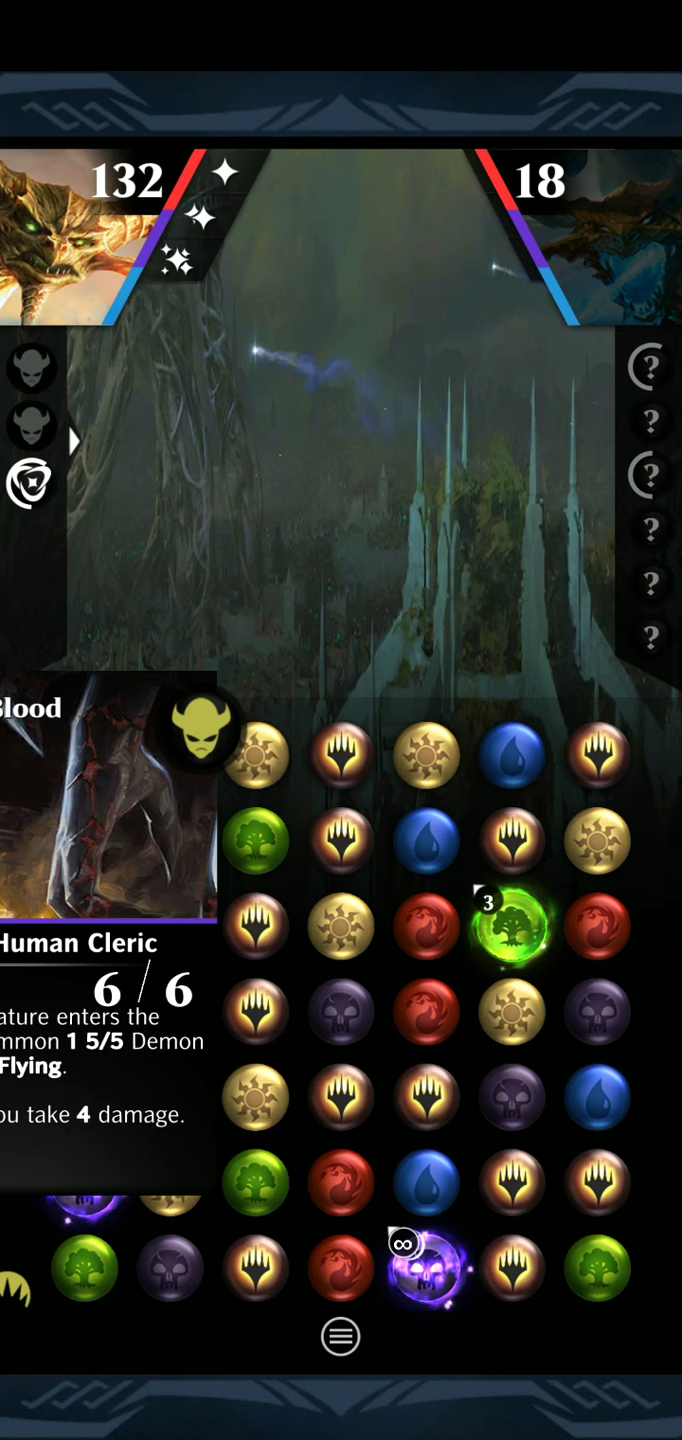 132
18
?
?
?
?
?
?
Blood
3
Human Cleric
6 / 6
ature enters the
mmon 1 5/5 Demon
Flying.
ou take 4 damage.
∞